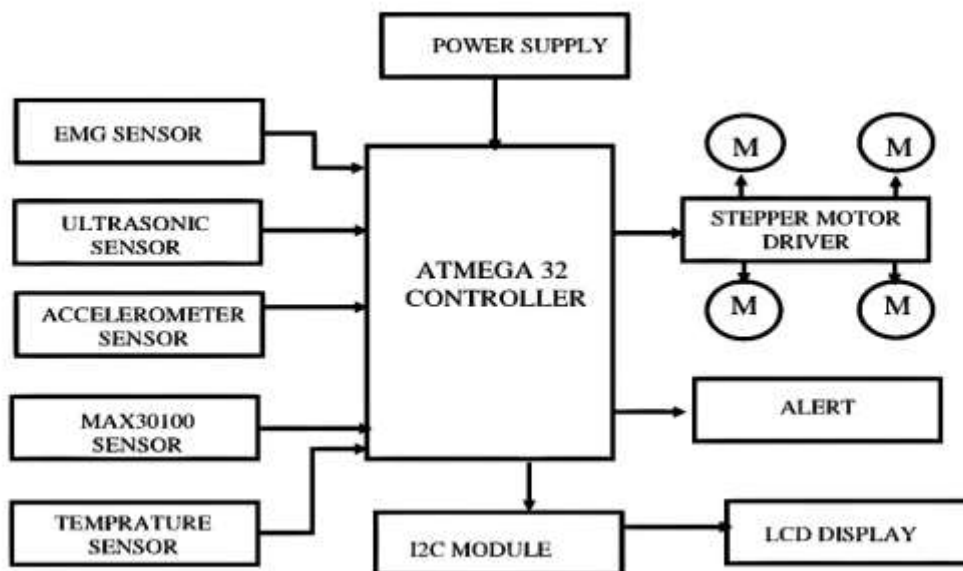 POWER SUPPLY
EMG SENSOR
ULTRASONIC
SENSOR
ACCELEROMETER
SENSOR
MAX30100
SENSOR
TEMPRATURE
SENSOR
ATMEGA 32
CONTROLLER
M
M
STEPPER MOTOR
DRIVER
M
M
ALERT
I2C MODULE
LCD DISPLAY